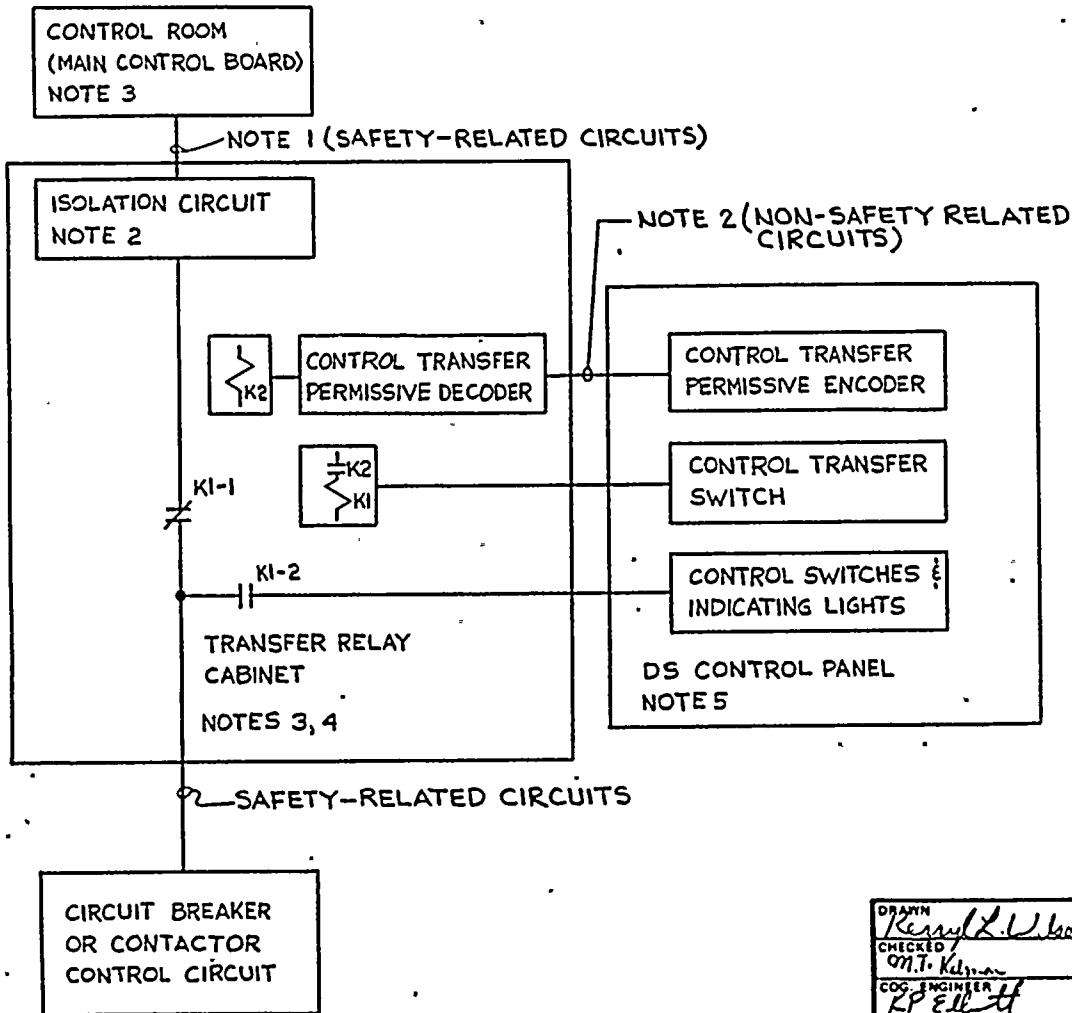 CONTROL ROOM
(MAIN CONTROL BOARD)
NOTE 3
NOTE 1 (SAFETY-RELATED CIRCUITS)
ISOLATION CIRCUIT
NOTE 2
NOTE 2 (NON-SAFETY RELATED
CIRCUITS)
K2
CONTROL TRANSFER
PERMISSIVE DECODER
CONTROL TRANSFER
PERMISSIVE ENCODER
K2
K1
CONTROL TRANSFER
SWITCH
K1-1
K1-2
CONTROL SWITCHES &
INDICATING LIGHTS
TRANSFER RELAY
CABINET
NOTES 3, 4
DS CONTROL PANEL
NOTE 5
SAFETY-RELATED CIRCUITS
CIRCUIT BREAKER
OR CONTACTOR
CONTROL CIRCUIT
DRAWN
CHECKED
M.T.
COG. ENGINEER